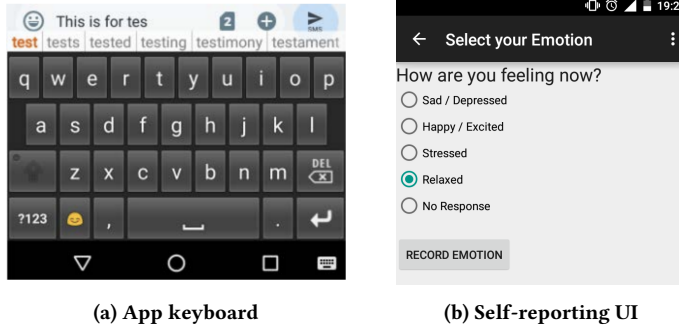 This is for tes 2 SMS
test tests tested testing testimony testament
q w e r t y u i o p
a s d f g h j k l
z x c v b n m DEL
?123 , .
(a) App keyboard
19:2
Select your Emotion
How are you feeling now?
Sad / Depressed
Happy / Excited
Stressed
Relaxed
No Response
RECORD EMOTION
(b) Self-reporting UI